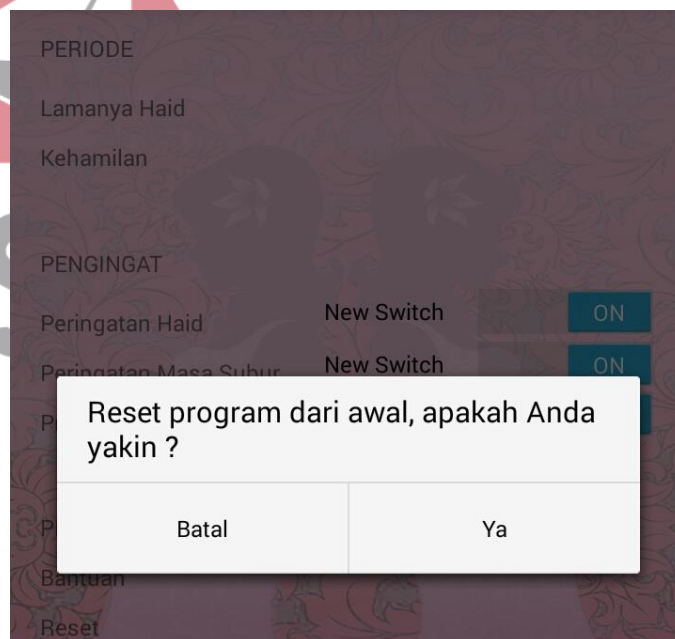 PERIODE
Lamanya Haid
Kehamilan
PENGINGAT
Peringatan Haid New Switch ON
Peringatan Masa Subur New Switch ON
Reset program dari awal, apakah Anda
yakin ?
Batal Ya
Bantuan
Reset